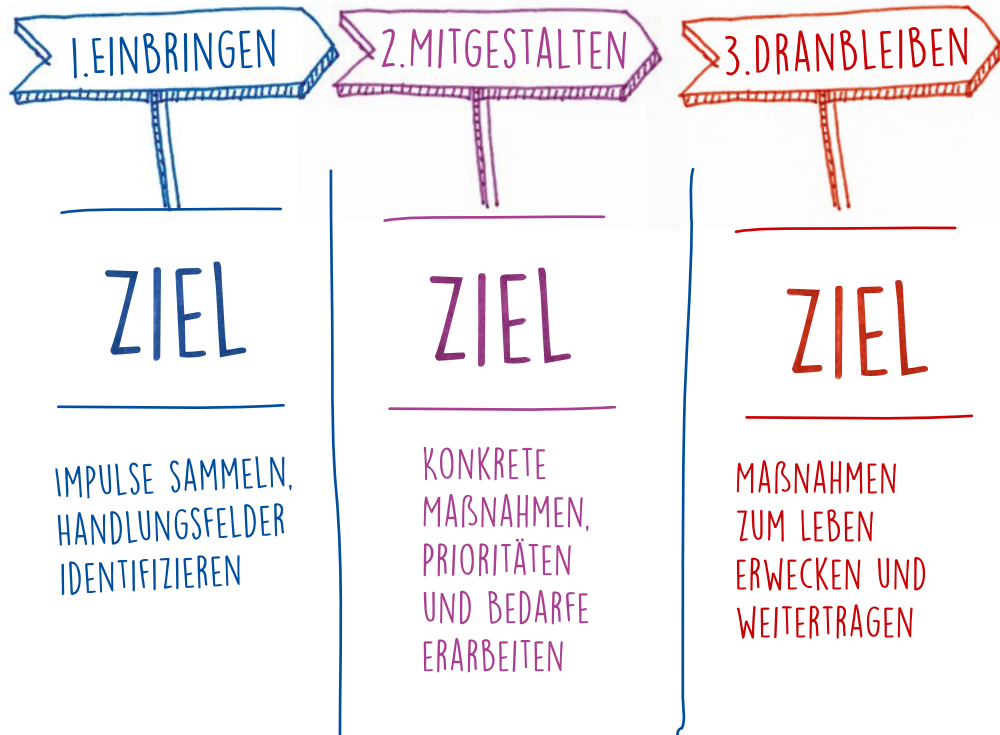 1.EINBRINGEN
2.MITGESTALTEN
3.DRANBLEIBEN
ZIEL
IMPULSE SAMMELN,
HANDLUNGSFELDER
IDENTIFIZIEREN
ZIEL
KONKRETE
MAßNAHMEN,
PRIORITÄTEN
UND BEDARFE
ERARBEITEN
ZIEL
MAßNAHMEN
ZUM LEBEN
ERWECKEN UND
WEITERTRAGEN